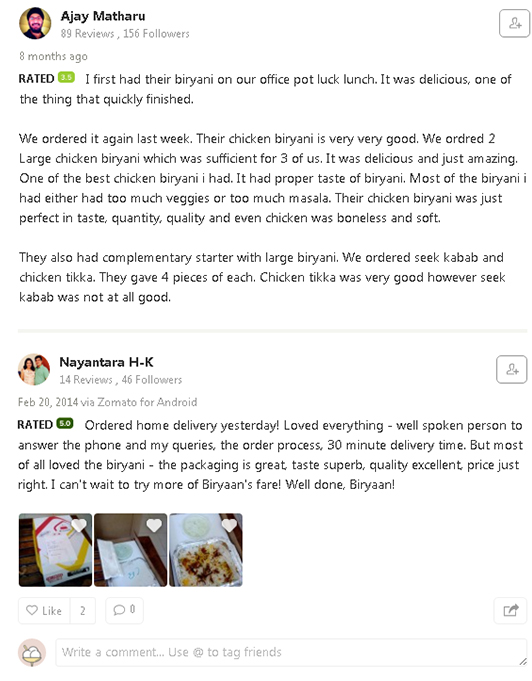 Ajay Matharu
89 Reviews , 156 Followers
8 months ago
RATED 3.5 I first had their biryani on our office pot luck lunch. It was delicious, one of
the thing that quickly finished.
We ordered it again last week. Their chicken biryani is very very good. We ordred 2
Large chicken biryani which was sufficient for 3 of us. It was delicious and just amazing.
One of the best chicken biryani i had. It had proper taste of biryani. Most of the biryani i
had either had too much veggies or too much masala. Their chicken biryani was just
perfect in taste, quantity, quality and even chicken was boneless and soft.
They also had complementary starter with large biryani. We ordered seek kabab and
chicken tikka. They gave 4 pieces of each. Chicken tikka was very good however seek
kabab was not at all good.
Nayantara H-K
14 Reviews , 46 Followers
Feb 20, 2014 via Zomato for Android
RATED 5.0 Ordered home delivery yesterday! Loved everything - well spoken person to
answer the phone and my queries, the order process, 30 minute delivery time. But most
of all loved the biryani - the packaging is great, taste superb, quality excellent, price just
right. I can't wait to try more of Biryaan's fare! Well done, Biryaan!
Like 2 0
Write a comment... Use @ to tag friends